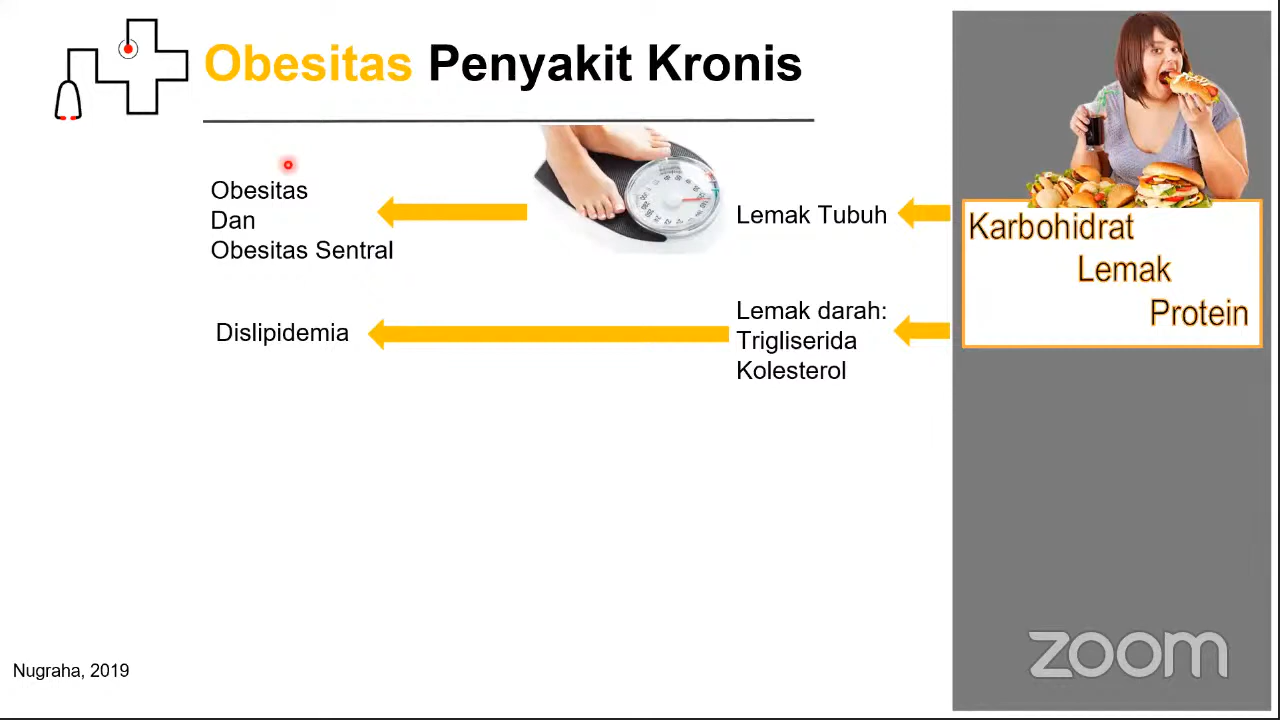 Obesitas Penyakit Kronis
Obesitas
Dan
Obesitas Sentral
Lemak Tubuh
Karbohidrat
Lemak
Protein
Dislipidemia
Lemak darah:
Trigliserida
Kolesterol
Nugraha, 2019
zoom